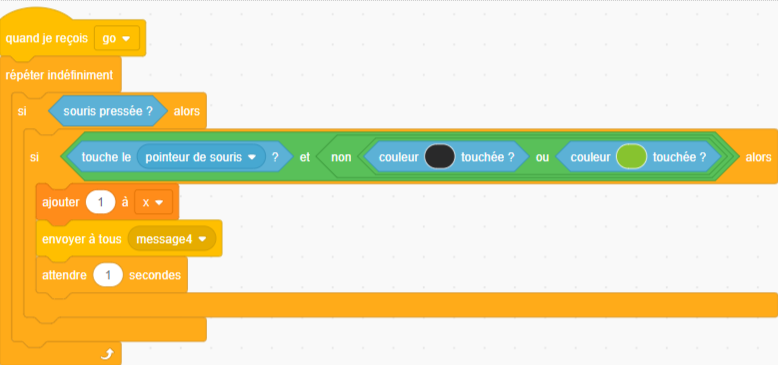 quand je reçois go
répéter indéfiniment
si souris pressée ? alors
si touche le pointeur de souris ? et non couleur touchée ? ou couleur touchée ? alors
ajouter 1 à x
envoyer à tous message4
attendre 1 secondes